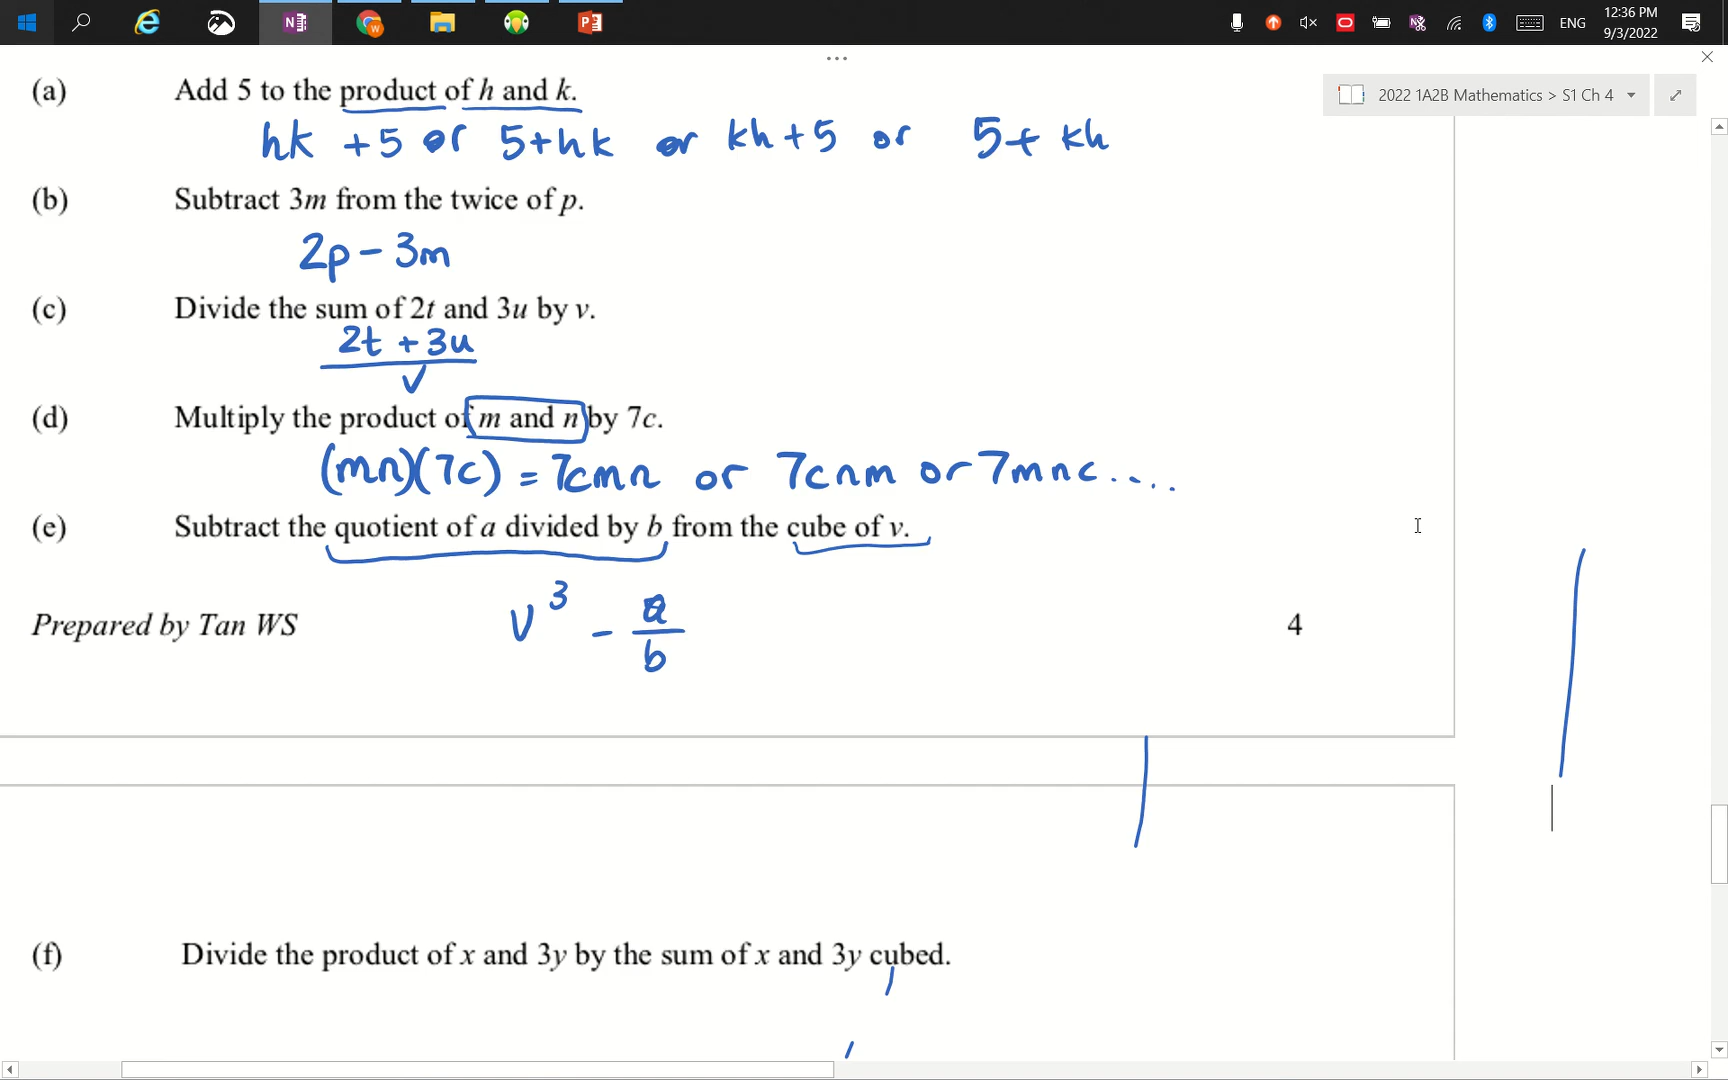 ENG
12:36 PM
9/3/2022
2022 1A2B Mathematics > S1 Ch 4
(a) Add 5 to the product of h and k.
hk + 5 or 5 + hk or kh + 5 or 5 + kh
(b) Subtract 3m from the twice of p.
2p - 3m
(c) Divide the sum of 2t and 3u by v.
2t + 3u
v
(d) Multiply the product of m and n by 7c.
(mn)(7c) = 7cmn or 7cnm or 7mnc....
(e) Subtract the quotient of a divided by b from the cube of v.
v³ - a
b
Prepared by Tan WS
4
(f) Divide the product of x and 3y by the sum of x and 3y cubed.